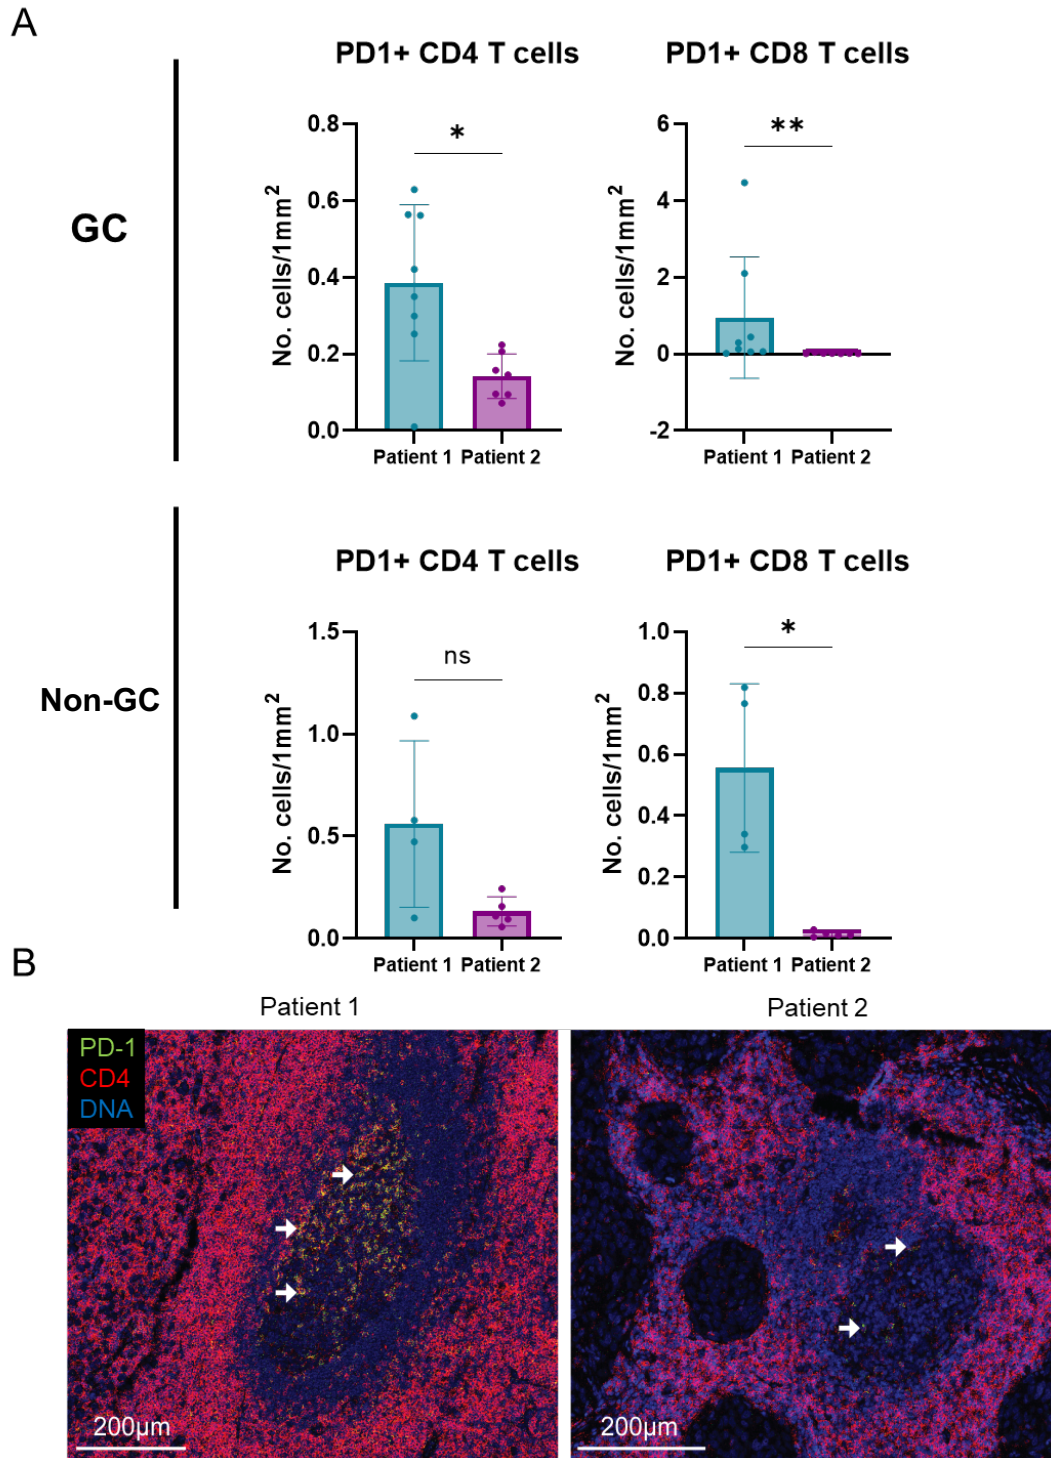 A
PD1+ CD4 T cells
PD1+ CD8 T cells
GC
No. cells/1mm²
0.8
0.6
0.4
0.2
0.0
*
Patient 1 Patient 2
No. cells/1mm²
6
4
2
0
-2
**
Patient 1 Patient 2
PD1+ CD4 T cells
PD1+ CD8 T cells
Non-GC
No. cells/1mm²
1.5
1.0
0.5
0.0
ns
Patient 1 Patient 2
No. cells/1mm²
1.0
0.8
0.6
0.4
0.2
0.0
*
Patient 1 Patient 2
B
Patient 1
Patient 2
PD-1
CD4
DNA
200μm
200μm